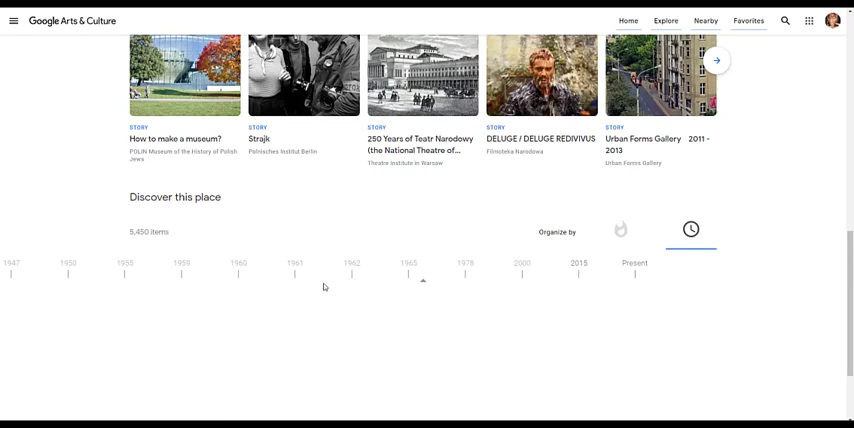 Google Arts & Culture
Home Explore Nearby Favorites
STORY
How to make a museum?
POLIN Museum of the History of Polish
Jews
STORY
Strajk
Polnisches Institut Berlin
STORY
250 Years of Teatr Narodowy
(the National Theatre of...
Theatre Institute in Warsaw
STORY
DELUGE / DELUGE REDIVIVUS
Filmoteka Narodowa
STORY
Urban Forms Gallery 2011 -
2013
Urban Forms Gallery
Discover this place
5,450 items
Organize by
1947 1950 1955 1959 1960 1961 1962 1965 1978 2000 2015 Present